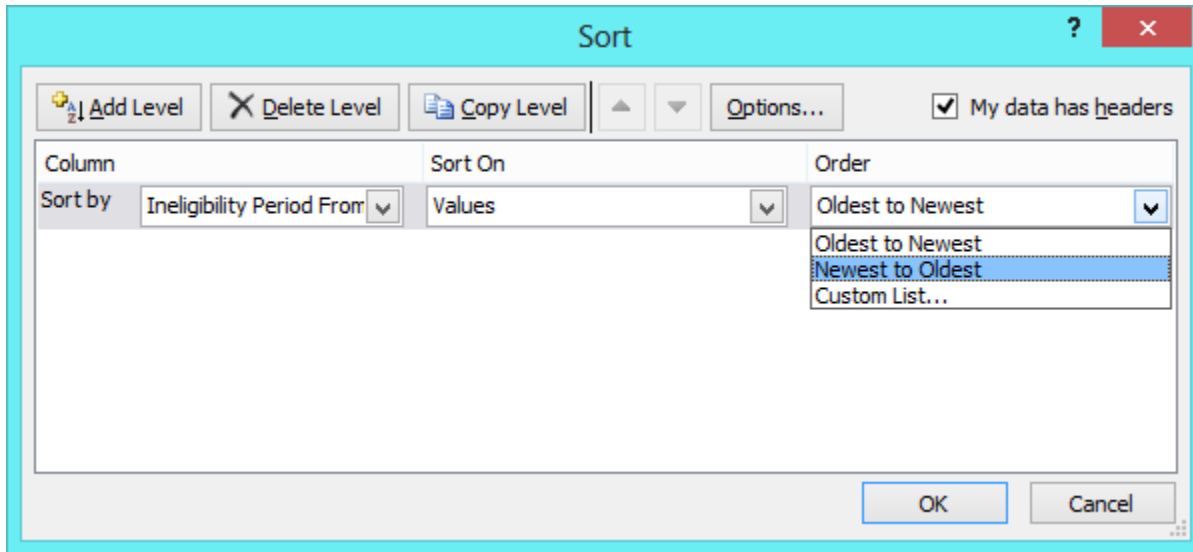 Sort
?
Add Level Delete Level Copy Level Options... My data has headers
Column Sort On Order
Sort by Ineligibility Period From Values Oldest to Newest
Oldest to Newest
Newest to Oldest
Custom List...
OK Cancel